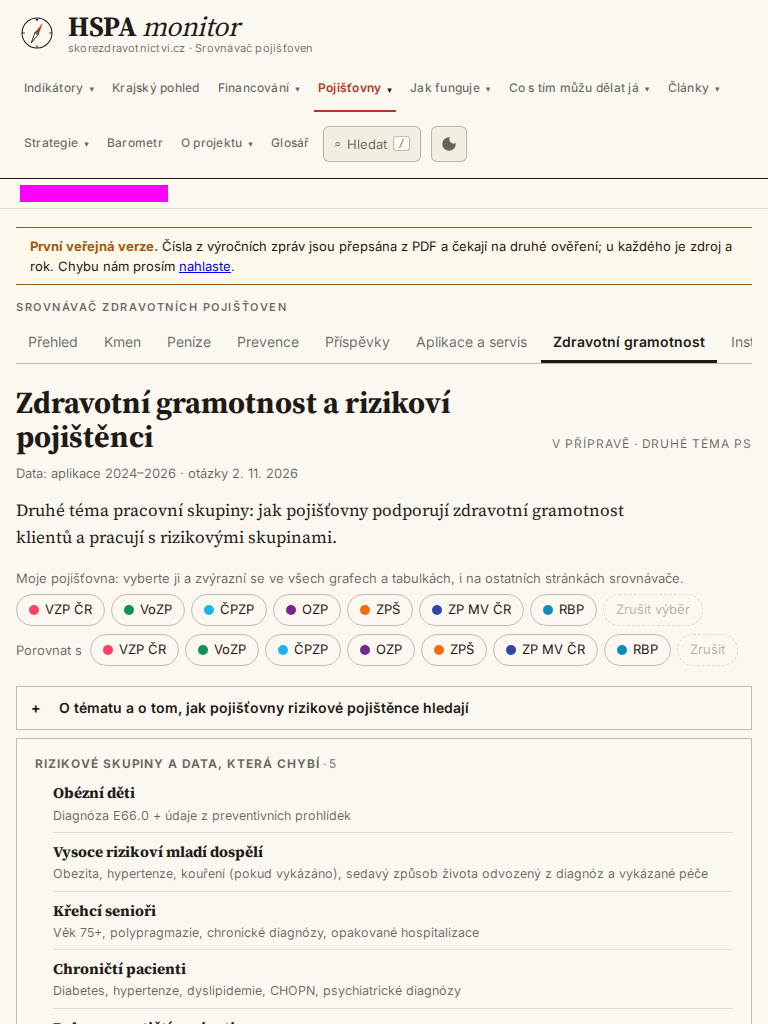 HSPA monitor
skorezdravotnictvi.cz · Srovnávač pojišťoven
Indikátory ▾ Krajský pohled Financování ▾ Pojišťovny ▾ Jak funguje ▾ Co s tím můžu dělat já ▾ Články ▾
Strategie ▾ Barometr O projektu ▾ Glosář ⌕ Hledat /
První veřejná verze. Čísla z výročních zpráv jsou přepsána z PDF a čekají na druhé ověření; u každého je zdroj a
rok. Chybu nám prosím nahlaste.
SROVNÁVAČ ZDRAVOTNÍCH POJIŠŤOVEN
Přehled Kmen Peníze Prevence Příspěvky Aplikace a servis Zdravotní gramotnost
Zdravotní gramotnost a rizikoví
pojištěnci
V PŘÍPRAVĚ · DRUHÉ TÉMA PS
Data: aplikace 2024–2026 · otázky 2. 11. 2026
Druhé téma pracovní skupiny: jak pojišťovny podporují zdravotní gramotnost
klientů a pracují s rizikovými skupinami.
Moje pojišťovna: vyberte ji a zvýrazní se ve všech grafech a tabulkách, i na ostatních stránkách srovnávače.
VZP ČR VoZP ČPZP OZP ZPŠ ZP MV ČR RBP Zrušit výběr
Porovnat s VZP ČR VoZP ČPZP OZP ZPŠ ZP MV ČR RBP Zrušit
+ O tématu a o tom, jak pojišťovny rizikové pojištěnce hledají
RIZIKOVÉ SKUPINY A DATA, KTERÁ CHYBÍ · 5
Obézní děti
Diagnóza E66.0 + údaje z preventivních prohlídek
Vysoce rizikoví mladí dospělí
Obezita, hypertenze, kouření (pokud vykázáno), sedavý způsob života odvozený z diagnóz a vykázané péče
Křehcí senioři
Věk 75+, polypragmazie, chronické diagnózy, opakované hospitalizace
Chroničtí pacienti
Diabetes, hypertenze, dyslipidemie, CHOPN, psychiatrické diagnózy